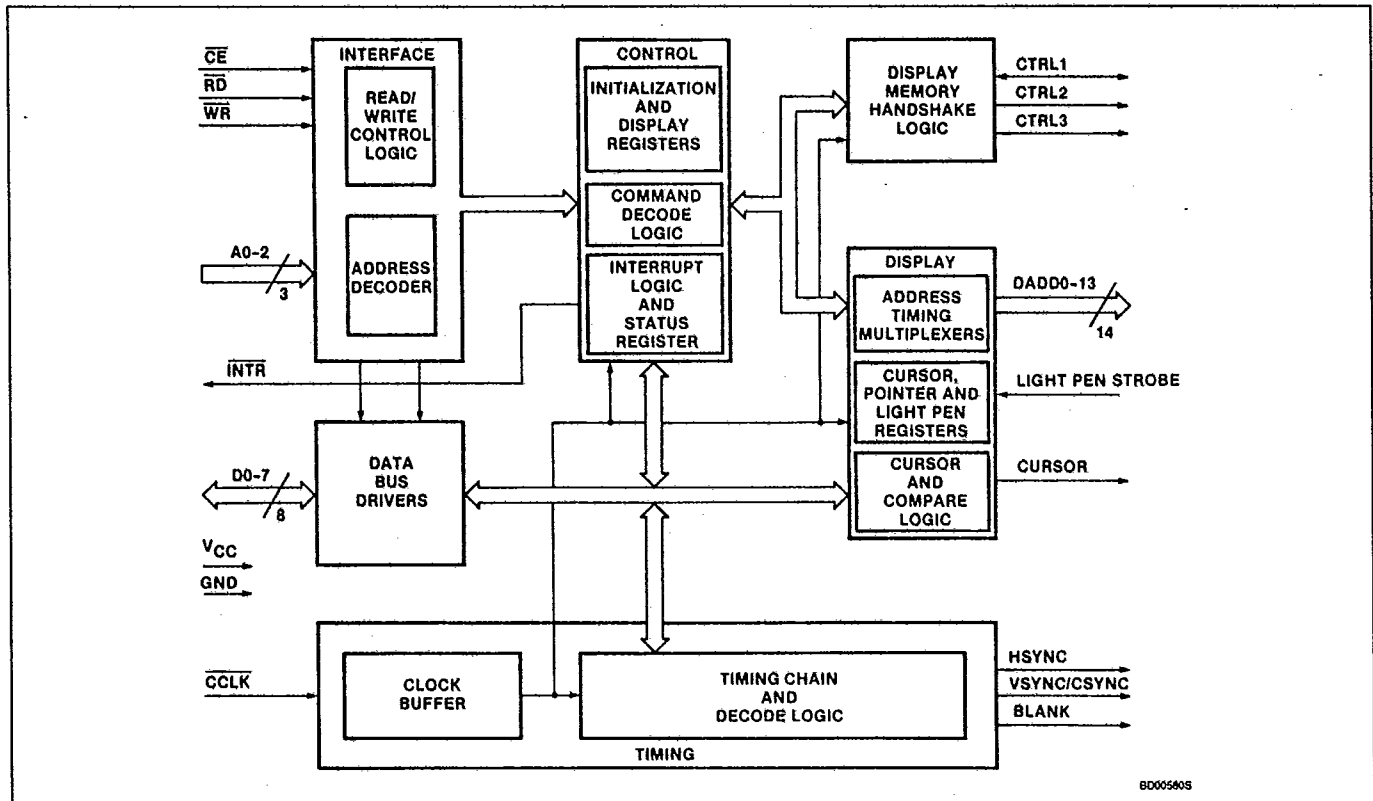 CE
RD
WR
INTERFACE
READ/
WRITE
CONTROL
LOGIC
A0-2
3
ADDRESS
DECODER
INTR
CONTROL
INITIALIZATION
AND
DISPLAY
REGISTERS
COMMAND
DECODE
LOGIC
INTERRUPT
LOGIC
AND
STATUS
REGISTER
DISPLAY
MEMORY
HANDSHAKE
LOGIC
CTRL1
CTRL2
CTRL3
DISPLAY
ADDRESS
TIMING
MULTIPLEXERS
DADD0-13
14
CURSOR,
POINTER AND
LIGHT PEN
REGISTERS
LIGHT PEN STROBE
CURSOR
AND
COMPARE
LOGIC
CURSOR
D0-7
8
DATA
BUS
DRIVERS
VCC
GND
CCLK
CLOCK
BUFFER
TIMING CHAIN
AND
DECODE LOGIC
TIMING
HSYNC
VSYNC/CSYNC
BLANK
BD00580S